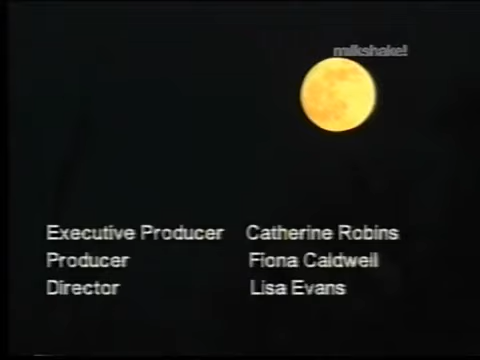 milkshake!
Executive Producer Catherine Robins
Producer Fiona Caldwell
Director Lisa Evans